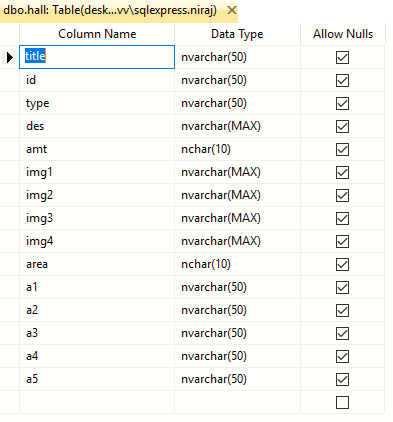 dbo.hall: Table(desk...vv\sqlexpress.niraj)
Column Name Data Type Allow Nulls
title nvarchar(50)
id nvarchar(50)
type nvarchar(50)
des nvarchar(MAX)
amt nchar(10)
img1 nvarchar(MAX)
img2 nvarchar(MAX)
img3 nvarchar(MAX)
img4 nvarchar(MAX)
area nchar(10)
a1 nvarchar(50)
a2 nvarchar(50)
a3 nvarchar(50)
a4 nvarchar(50)
a5 nvarchar(50)